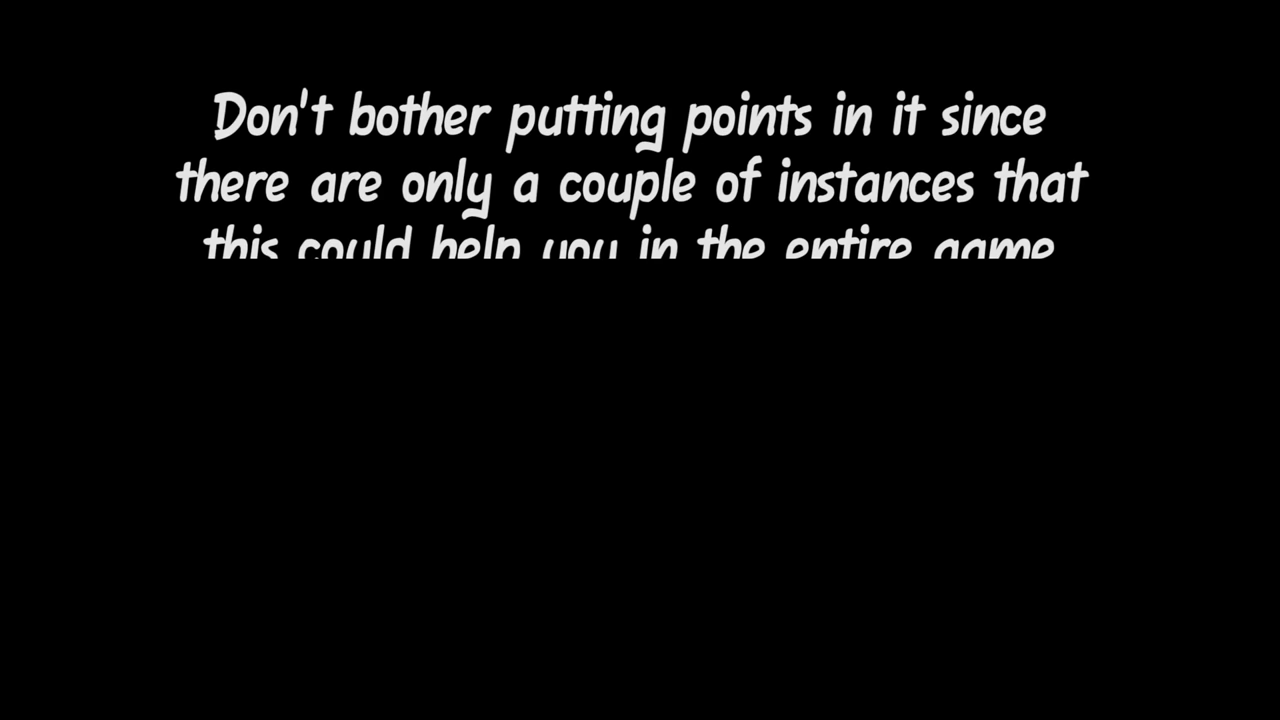 Don't bother putting points in it since
there are only a couple of instances that
this could help you in the entire game